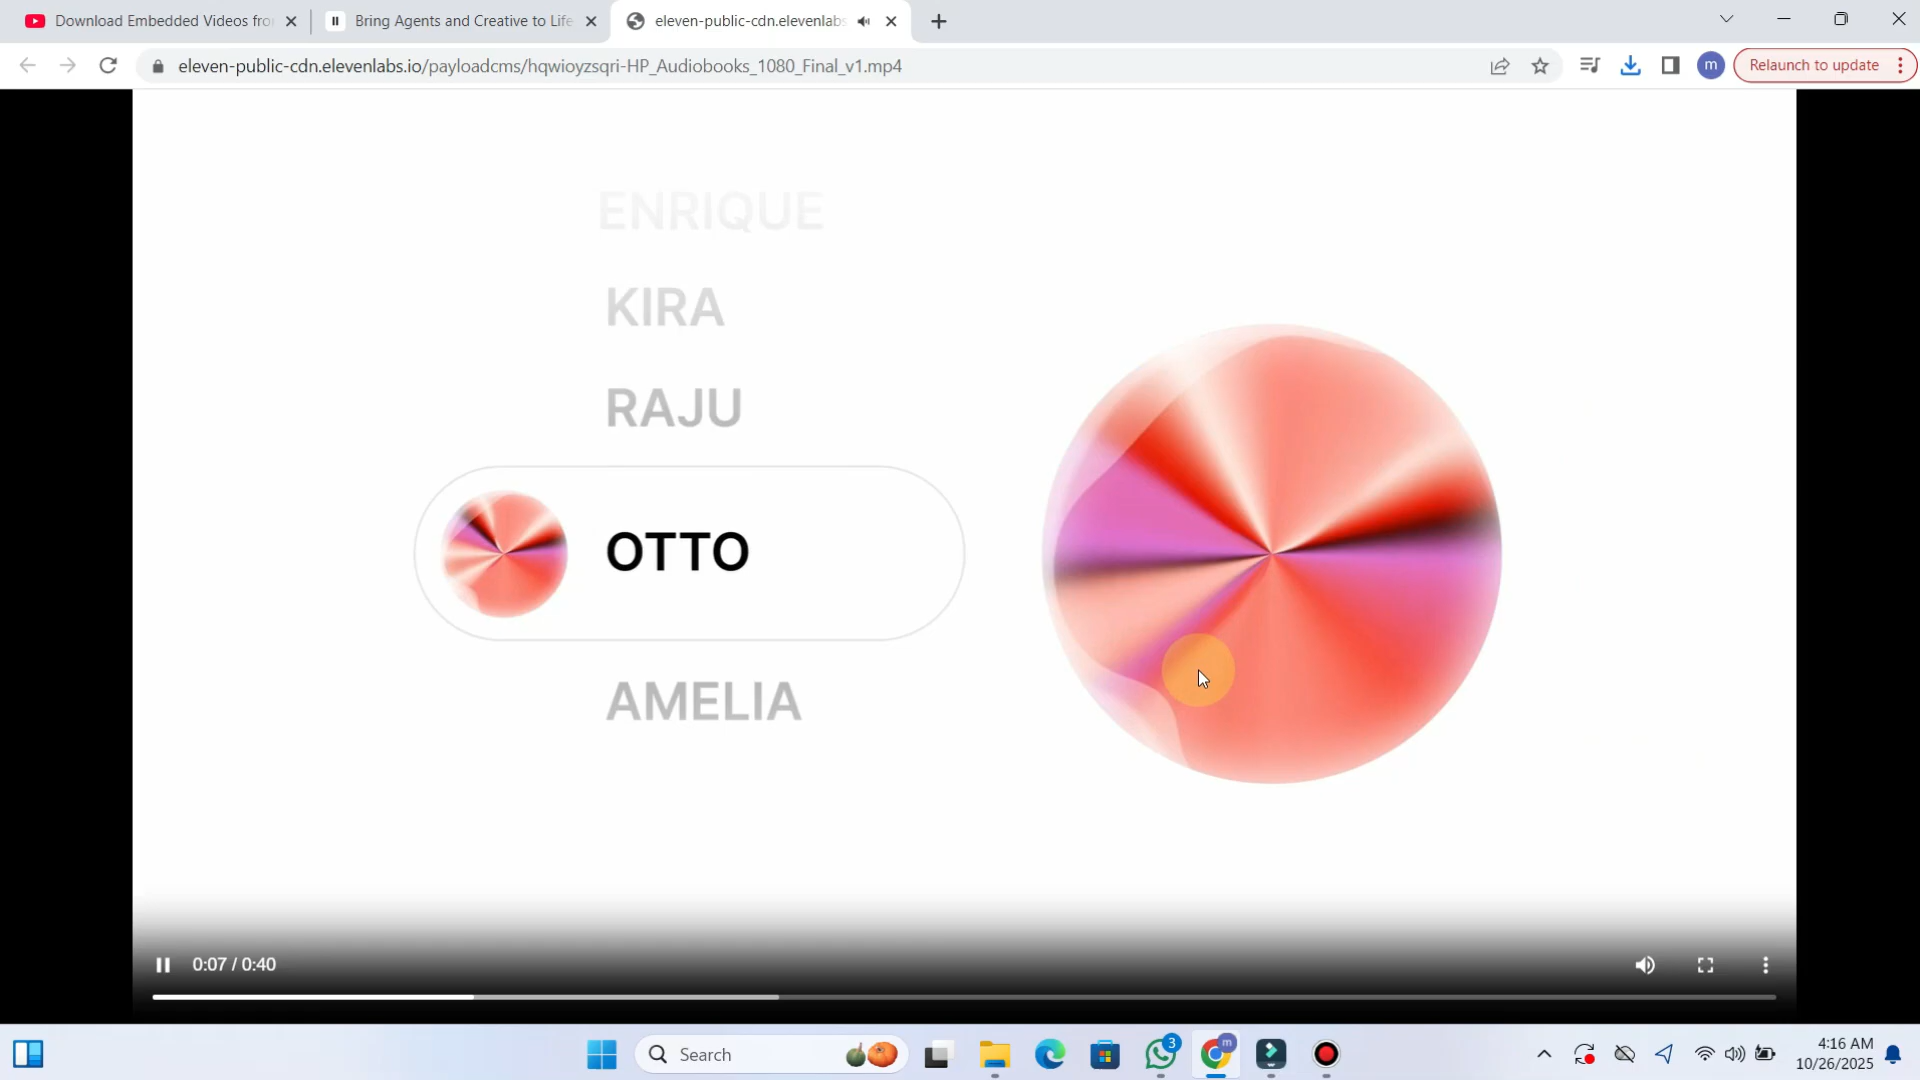 Download Embedded Videos fro
Bring Agents and Creative to Life
eleven-public-cdn.elevenlabs
eleven-public-cdn.elevenlabs.io/payloadcms/hqwioyzsqri-HP_Audiobooks_1080_Final_v1.mp4
m
Relaunch to update
ENRIQUE
KIRA
RAJU
OTTO
AMELIA
0:07 / 0:40
Search
3
m
4:16 AM
10/26/2025